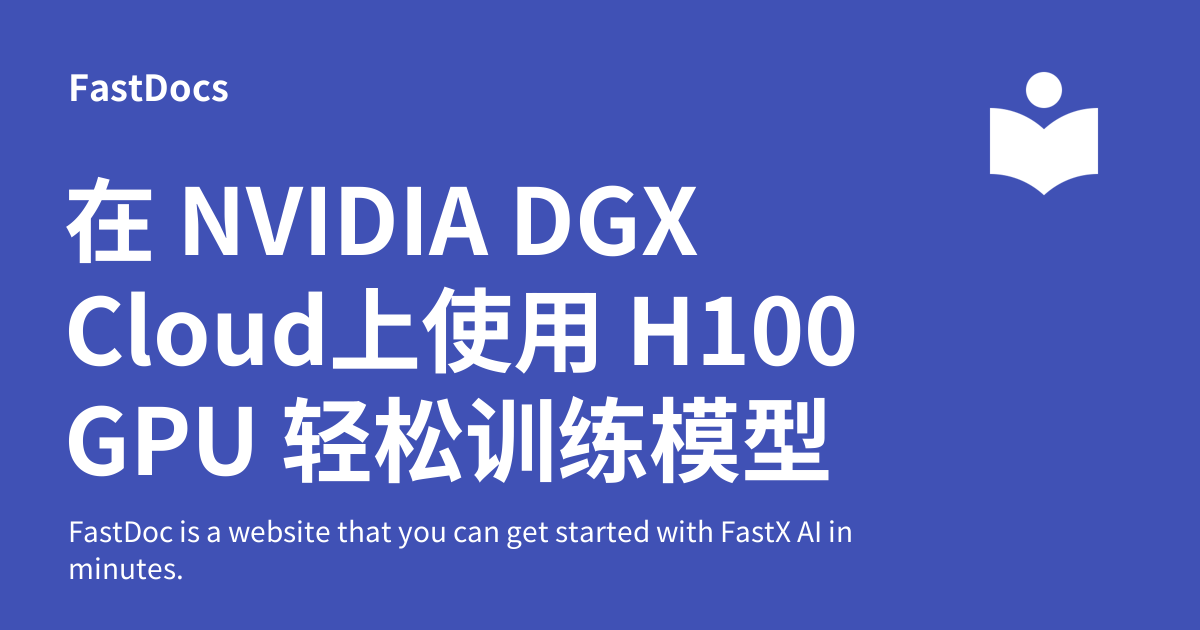 FastDocs
在 NVIDIA DGX
Cloud上使用 H100
GPU 轻松训练模型
FastDoc is a website that you can get started with FastX AI in
minutes.